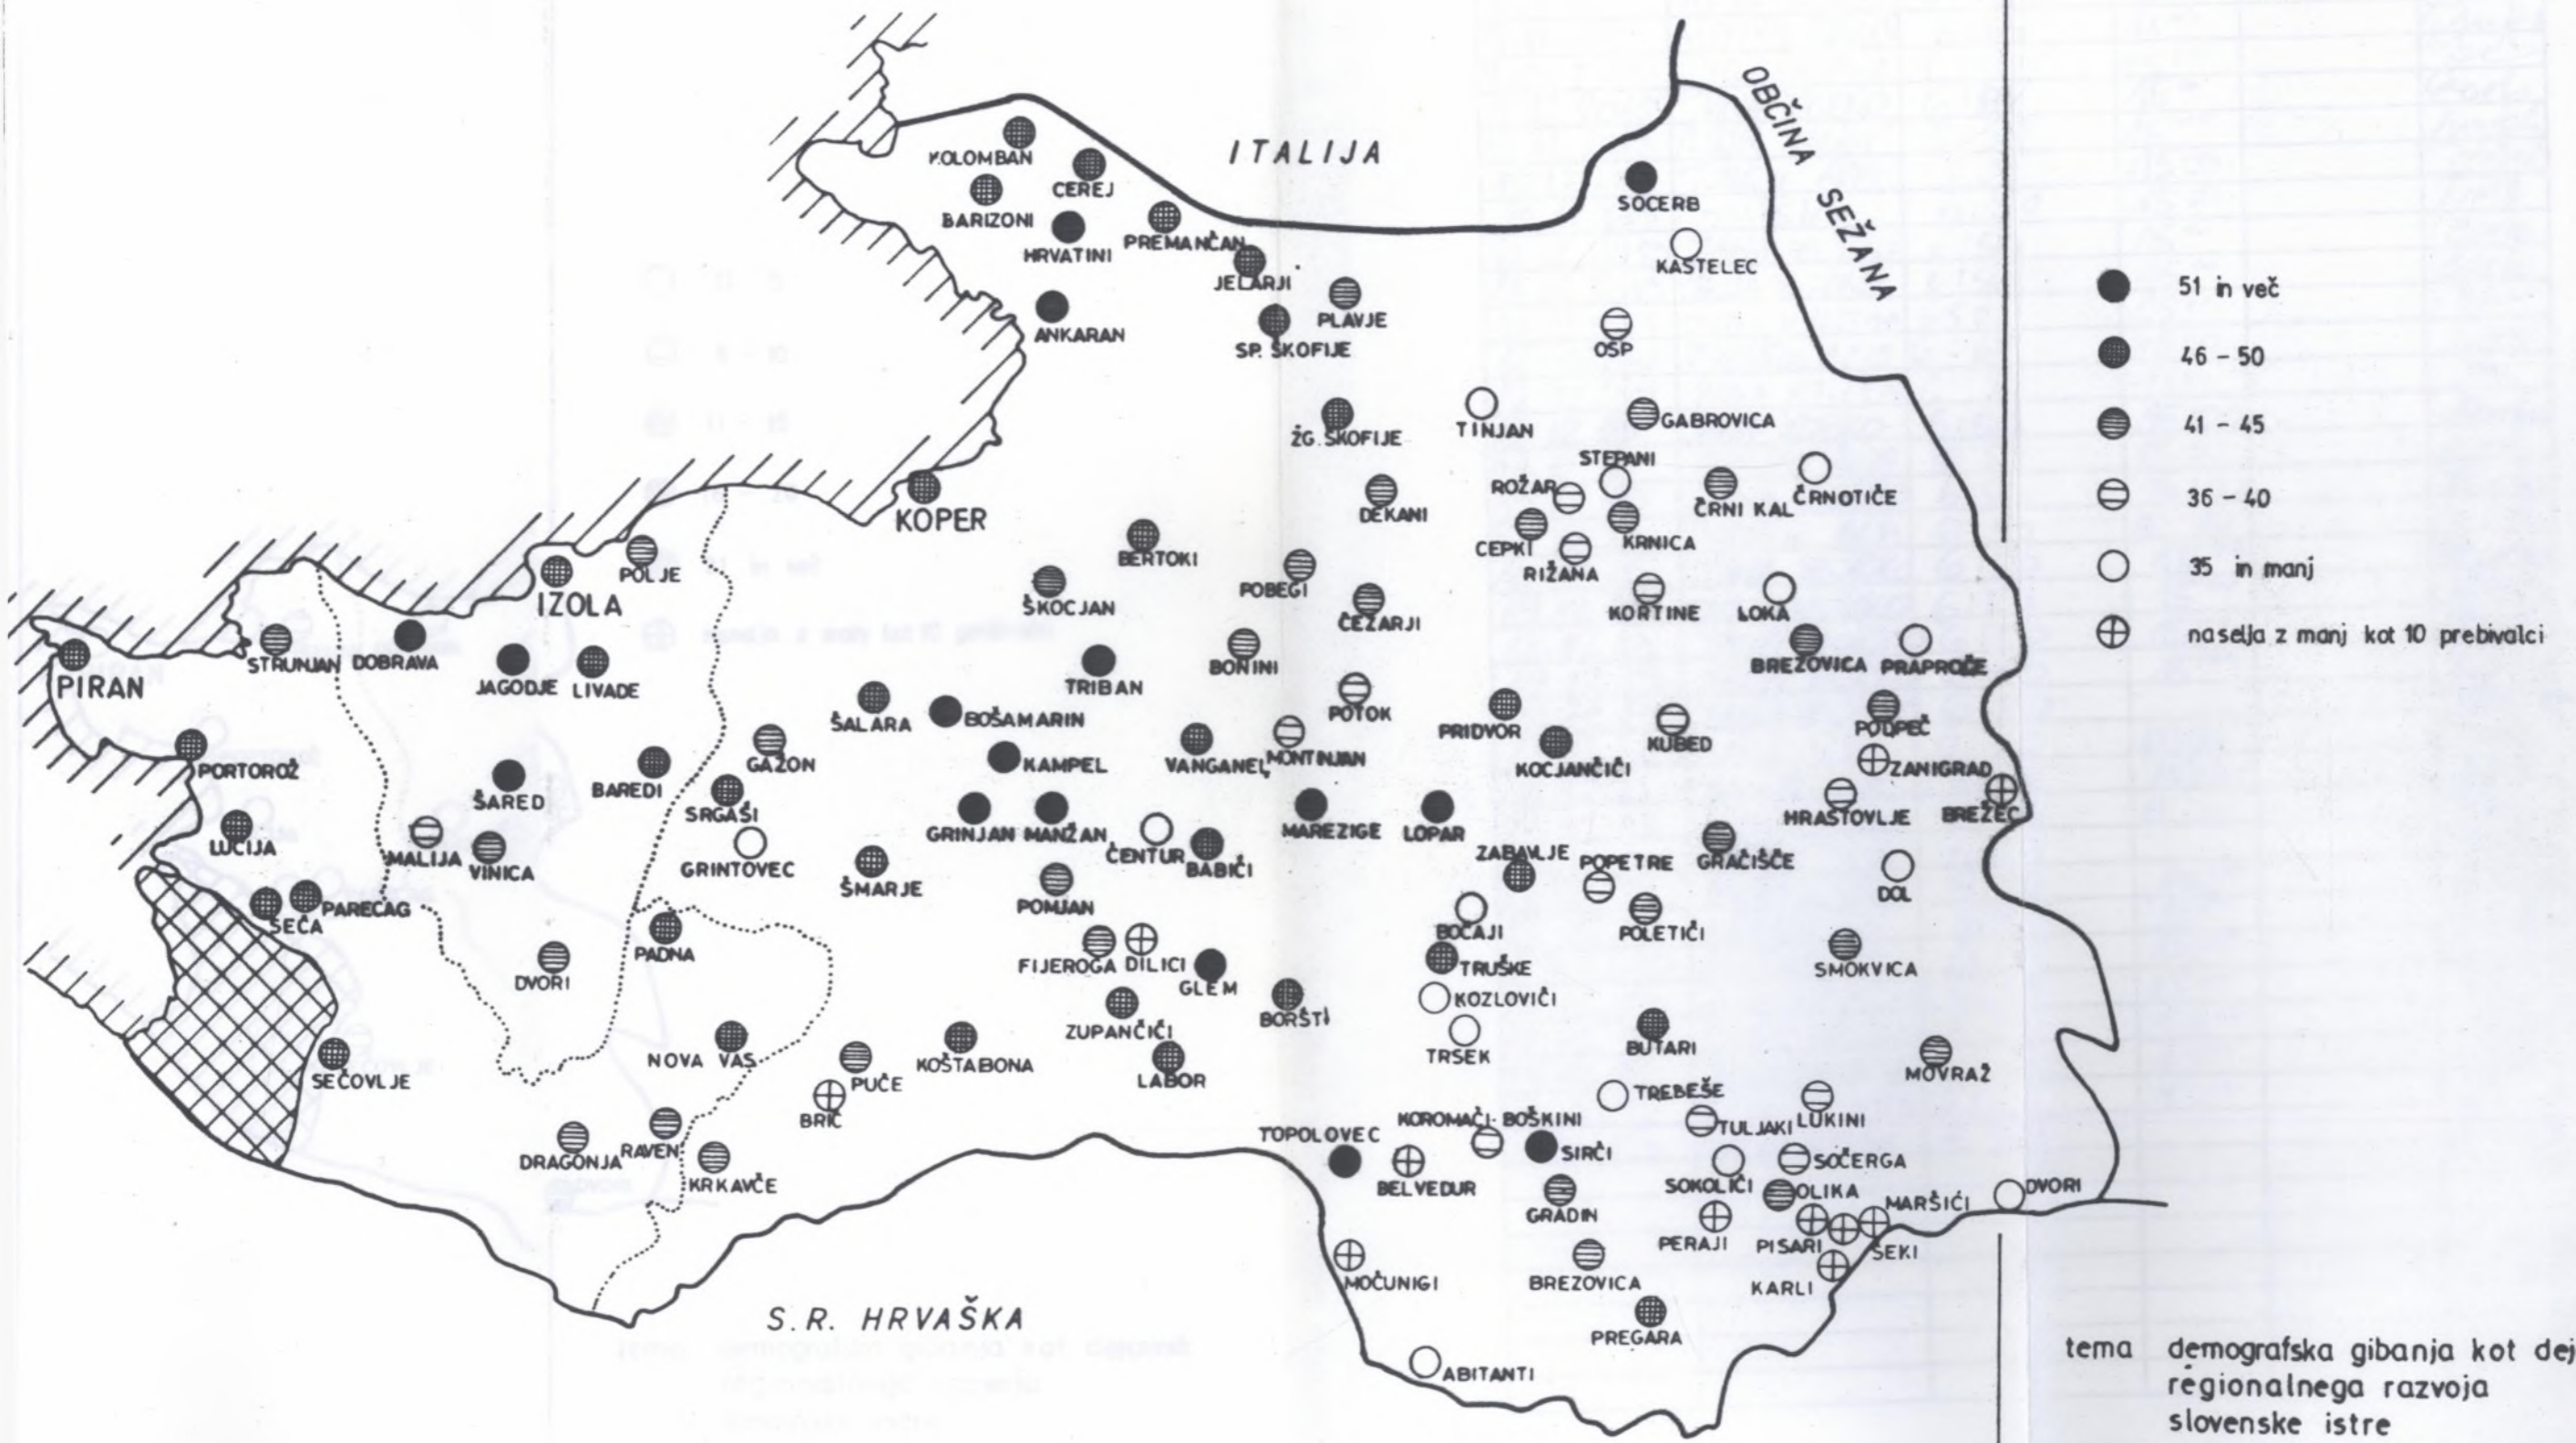 ITALIJA
OBČINA SEŽANA
KOLOMBAN
CEREJ
BARIZONI
HRVATINI
PREMANČAN
JELARJI
ANKARAN
SP. ŠKOFIJE
PLAVJE
SOCERB
KASTELEC
OSP
ŽG. ŠKOFIJE
TINJAN
GABROVICA
STEPANI
ROŽAR
ČRNI KAL
ČRNOTIČE
DEKANI
CEPKI
KRNICA
RIŽANA
KOPER
BERTOKI
POBEGI
ŠKOCJAN
ČEŽARJI
KORTINE
LOKA
POLJE
IZOLA
STRUNJAN
DOBRAVA
JAGODJE
LIVADE
PIRAN
BONINI
TRIBAN
BREZOVICA
PRAPROČE
ŠALARA
BOŠAMARIN
POTOK
PRIDVOR
KUBED
PODPEČ
PORTOROŽ
GAŽON
KAMPEL
VANGANEL
MONTINJAN
KOCJANČIČI
ZANIGRAD
ŠARED
BAREDI
SRGAŠI
HRASTOVLJE
BREŽEC
LUCIJA
MALIJA
VINICA
GRINTOVEC
GRINJAN
MANŽAN
ČENTUR
BABIČI
MAREZIGE
LOPAR
ZABAVLJE
POPETRE
GRAČIŠČE
DOL
ŠMARJE
POMJAN
SEČA
PARECAG
PADNA
BOČAJI
POLETIČI
DVORI
FIJEROGA
DILICI
GLEM
TRUŠKE
SMOKVICA
KOZLOVIČI
BORŠTI
ZUPANČIČI
TRSEK
BUTARI
NOVA VAS
PUČE
KOŠTABONA
LABOR
MOVRAŽ
SEČOVLJE
BRIČ
TREBEŠE
KOROMAČI-BOŠKINI
TULJAKI
LUKINI
TOPOLOVEC
SIRČI
SOČERGA
DRAGONJA
RAVEN
KRKAVČE
BELVEDUR
SOKOLIČI
OLIKA
MARŠIĆI
DVORI
GRADIN
PERAJI
PISARI
ŠEKI
MOČUNIGI
BREZOVICA
KARLI
S.R. HRVAŠKA
PREGARA
ABITANTI
51 in več
46 - 50
41 - 45
36 - 40
35 in manj
naselja z manj kot 10 prebivalci
tema demografska gibanja kot dej
regionalnega razvoja
slovenske istre